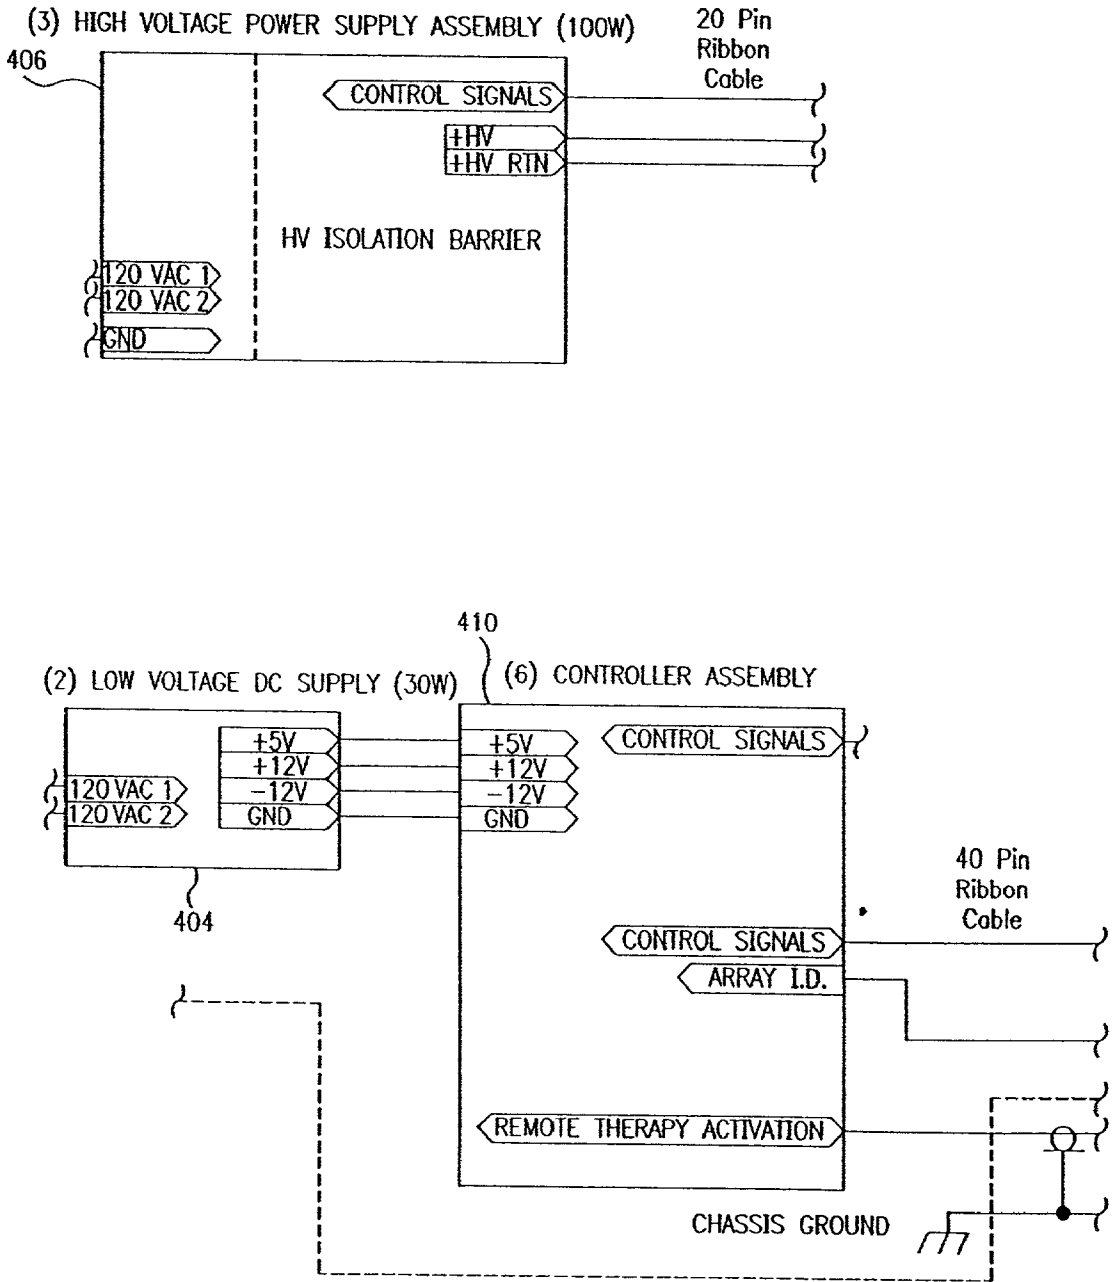 (3) HIGH VOLTAGE POWER SUPPLY ASSEMBLY (100W)
20 Pin
Ribbon
Cable
406
CONTROL SIGNALS
+HV
+HV RTN
HV ISOLATION BARRIER
120 VAC 1
120 VAC 2
GND
410
(2) LOW VOLTAGE DC SUPPLY (30W)
(6) CONTROLLER ASSEMBLY
+5V
+12V
-12V
GND
120 VAC 1
120 VAC 2
404
+5V
+12V
-12V
GND
CONTROL SIGNALS
40 Pin
Ribbon
Cable
CONTROL SIGNALS
ARRAY I.D.
REMOTE THERAPY ACTIVATION
CHASSIS GROUND